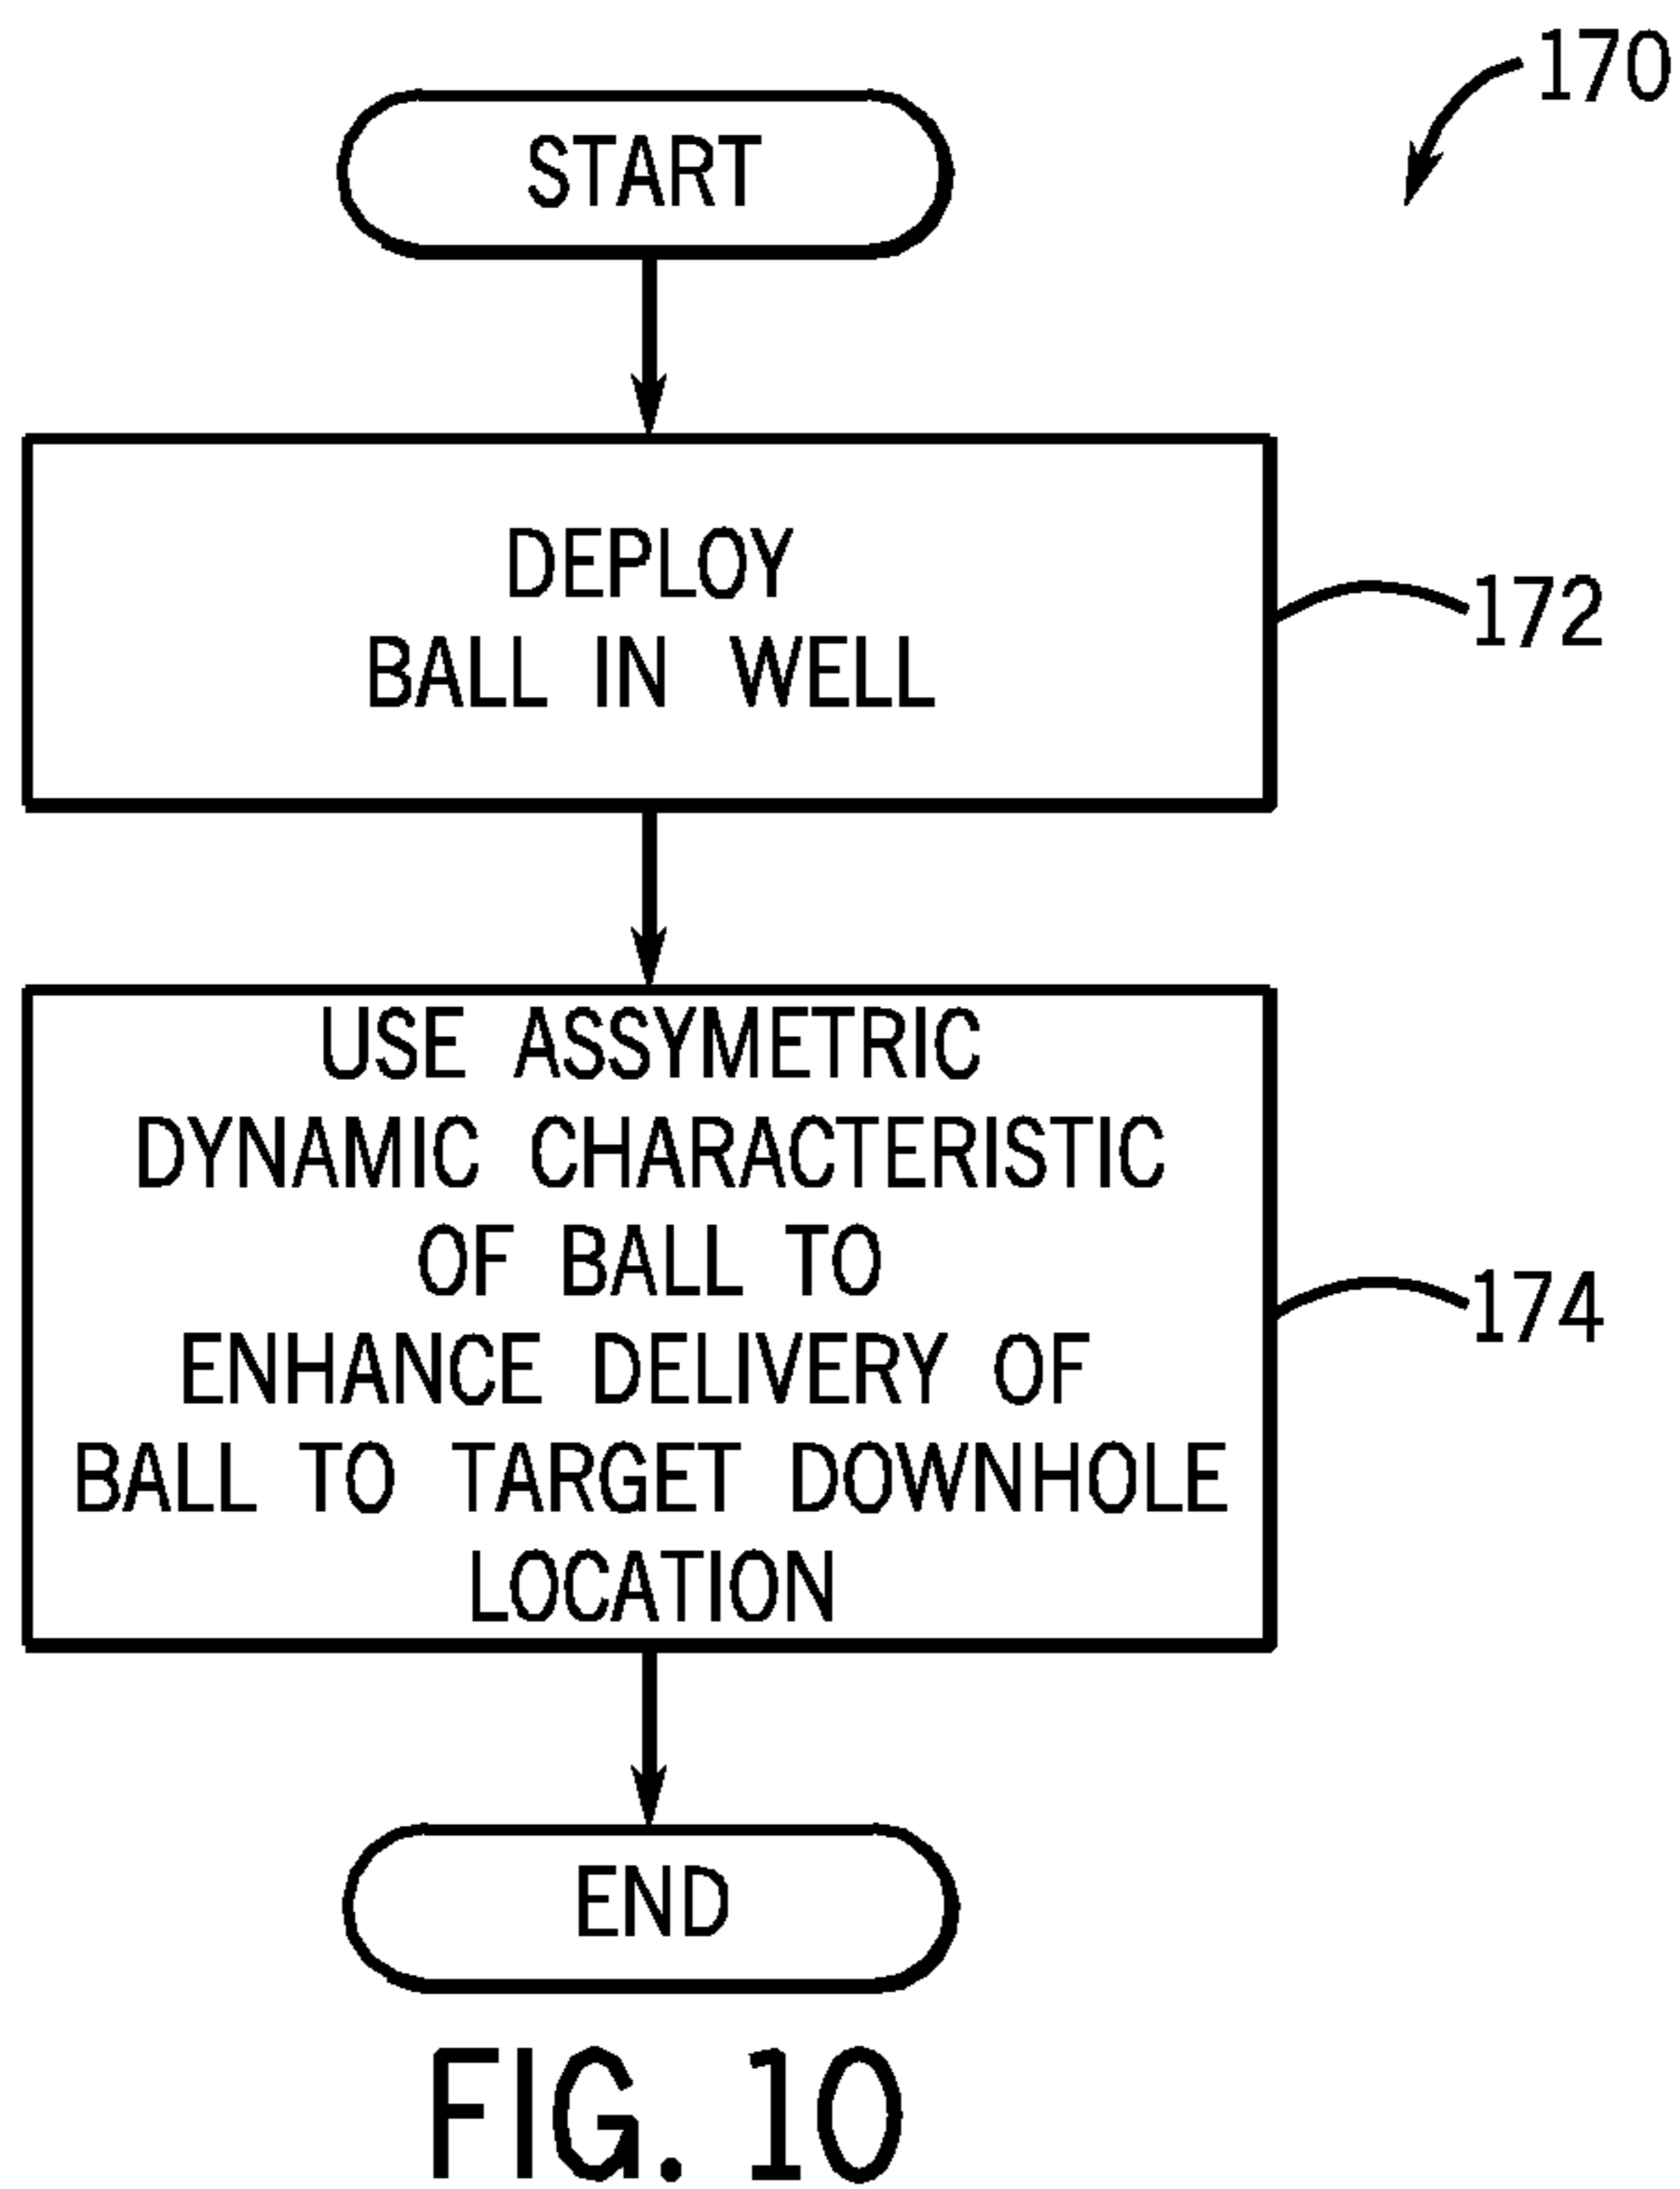 170
START
DEPLOY
BALL IN WELL
172
USE ASSYMETRIC
DYNAMIC CHARACTERISTIC
OF BALL TO
ENHANCE DELIVERY OF
BALL TO TARGET DOWNHOLE
LOCATION
174
END
FIG. 10